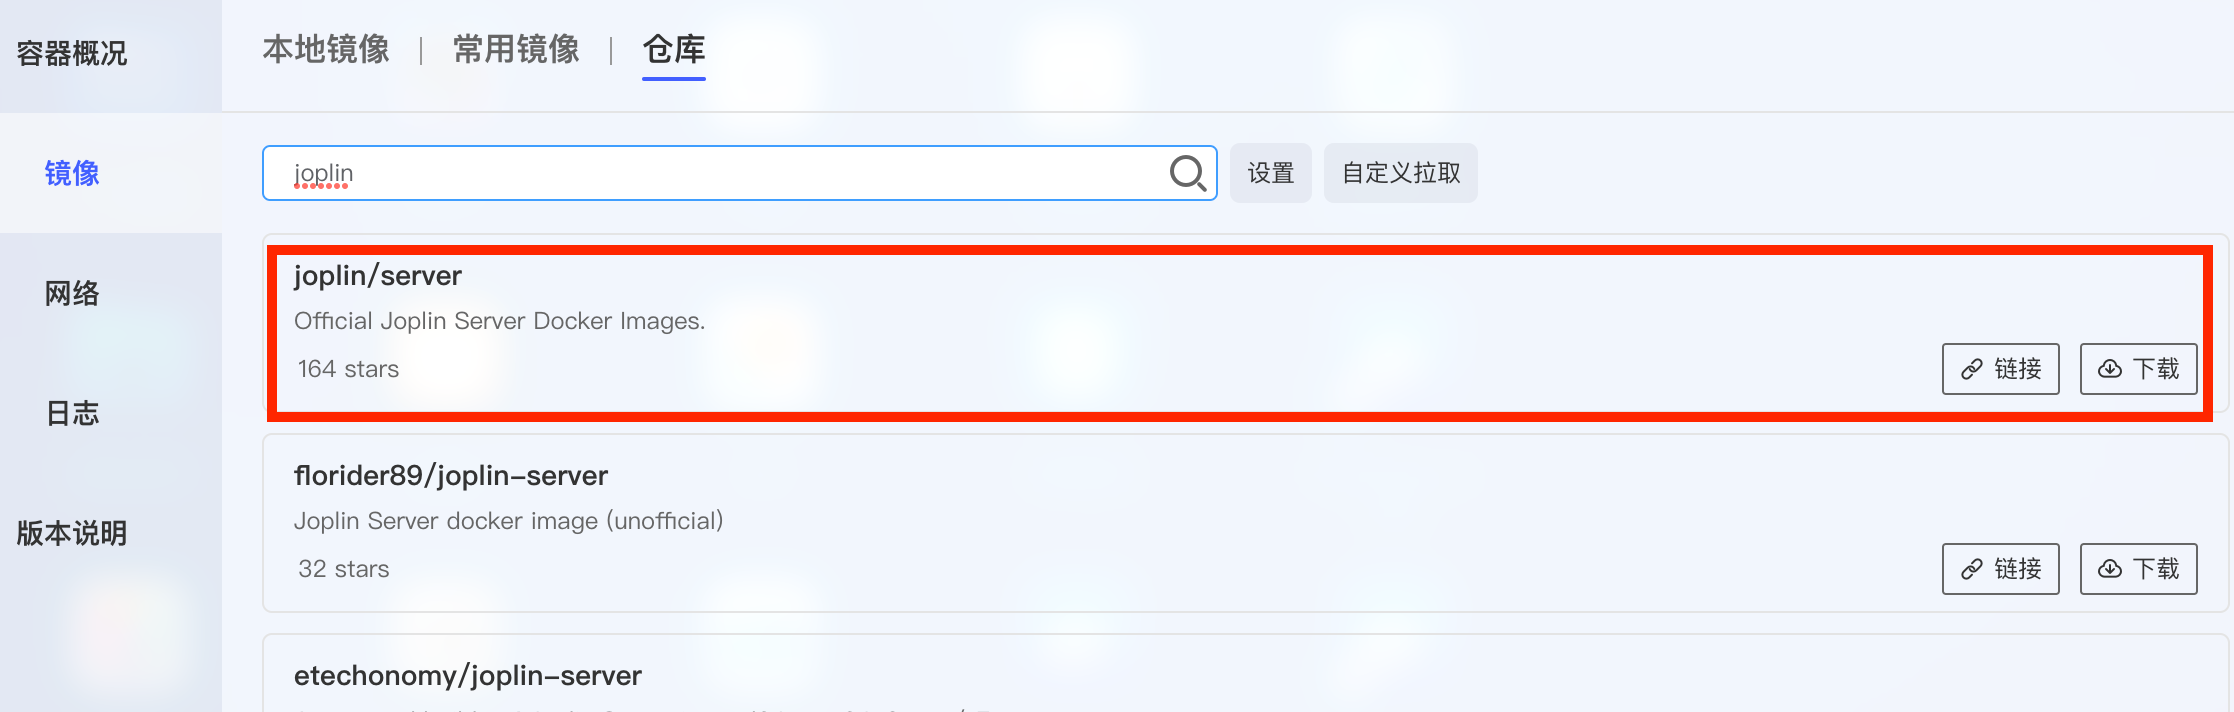 容器概况
镜像
网络
日志
版本说明
本地镜像 | 常用镜像 | 仓库
joplin
设置
自定义拉取
joplin/server
Official Joplin Server Docker Images.
164 stars
链接
下载
florider89/joplin-server
Joplin Server docker image (unofficial)
32 stars
链接
下载
etechonomy/joplin-server